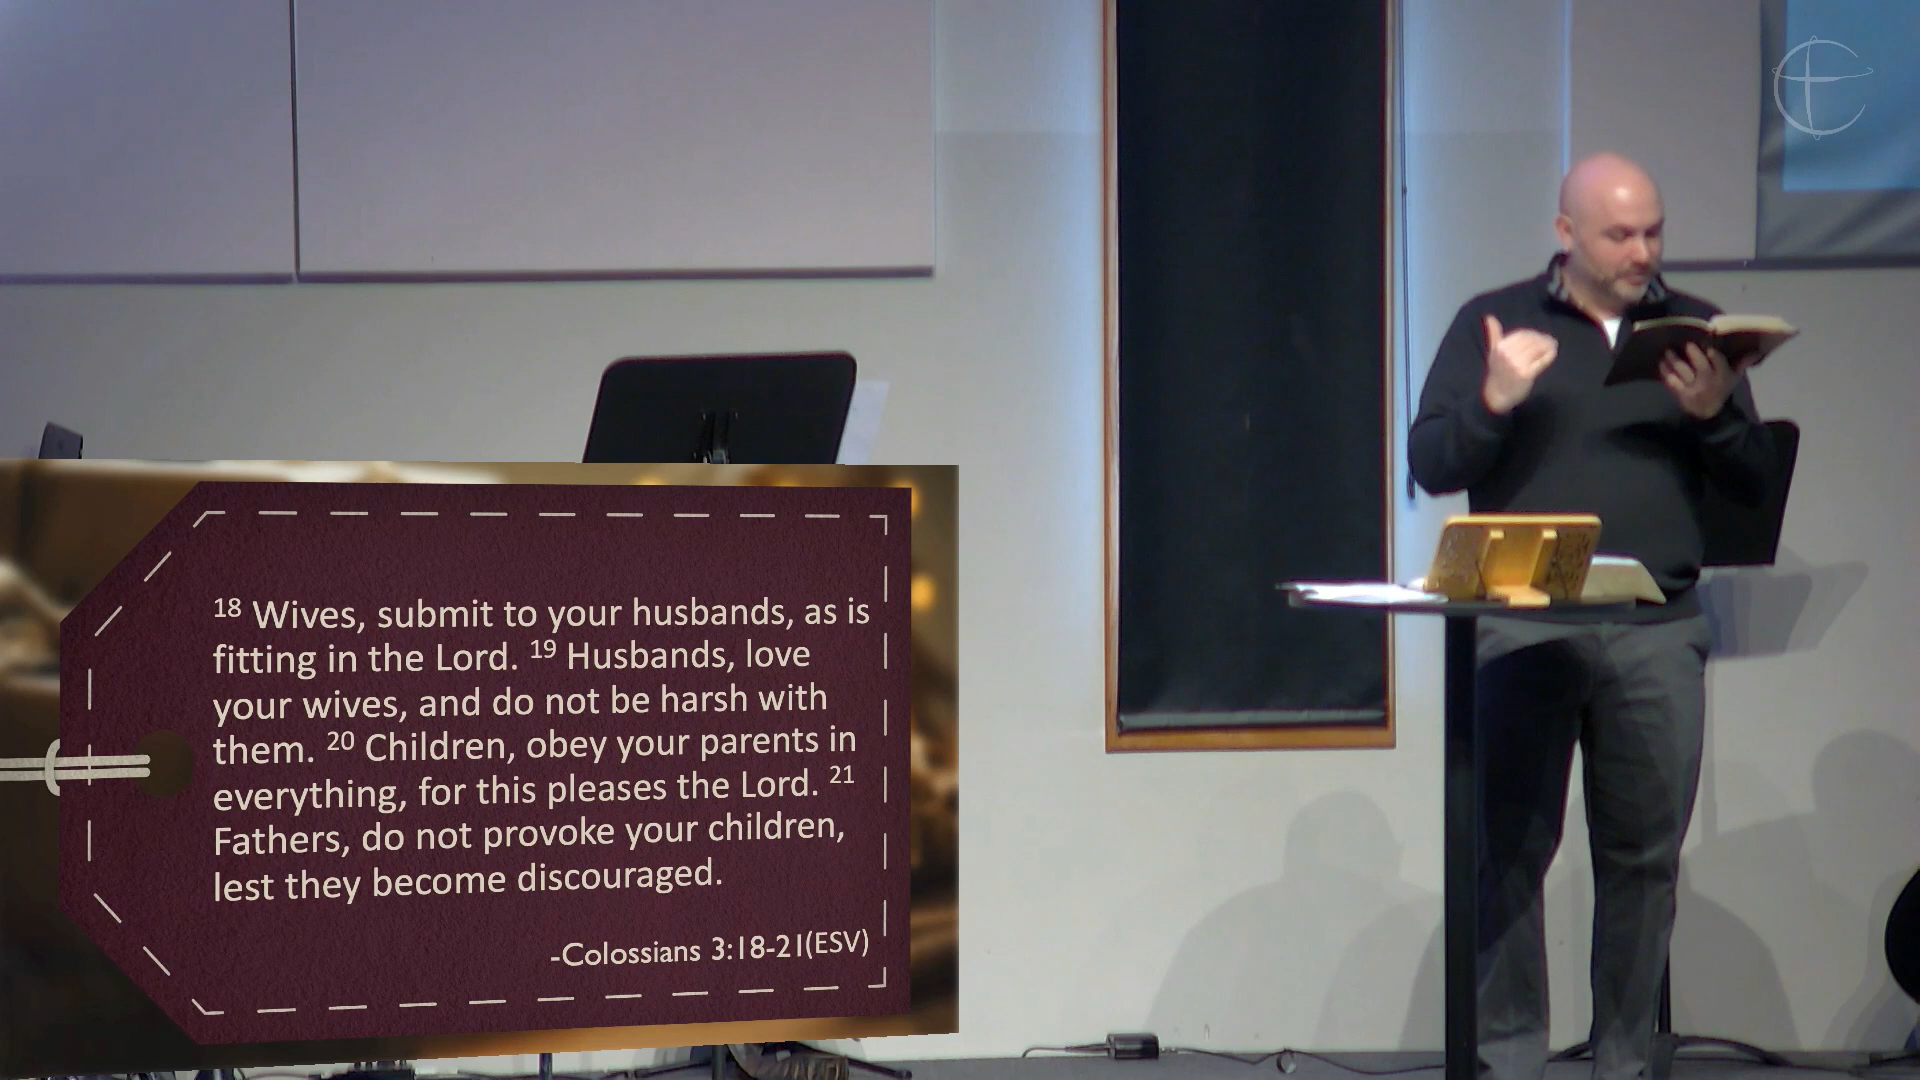 18 Wives, submit to your husbands, as is
fitting in the Lord. 19 Husbands, love
your wives, and do not be harsh with
them. 20 Children, obey your parents in
everything, for this pleases the Lord. 21
Fathers, do not provoke your children,
lest they become discouraged.
-Colossians 3:18-21(ESV)